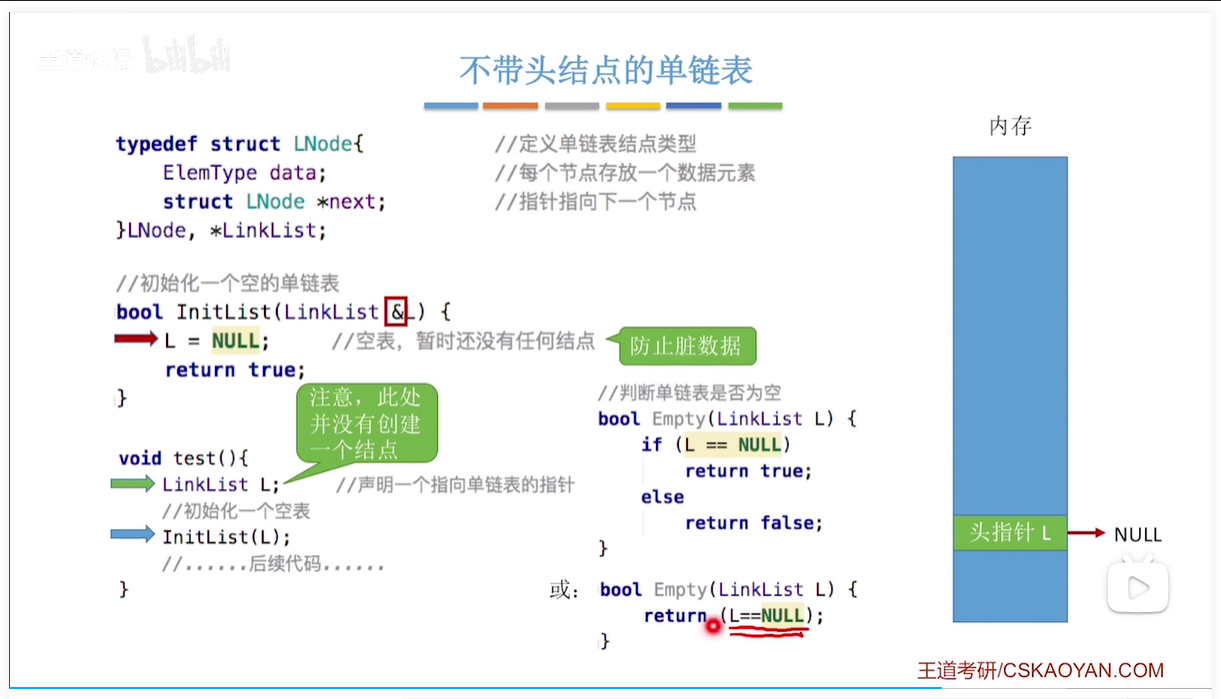 王道论坛 bilibili
不带头结点的单链表
typedef struct LNode{ //定义单链表结点类型
ElemType data; //每个节点存放一个数据元素
struct LNode *next; //指针指向下一个节点
}LNode, *LinkList;
//初始化一个空的单链表
bool InitList(LinkList &L) {
L = NULL; //空表，暂时还没有任何结点
防止脏数据
return true;
}
注意，此处
并没有创建
一个结点
void test(){
LinkList L; //声明一个指向单链表的指针
//初始化一个空表
InitList(L);
//......后续代码......
}
//判断单链表是否为空
bool Empty(LinkList L) {
if (L == NULL)
return true;
else
return false;
}
或：
bool Empty(LinkList L) {
return (L==NULL);
}
内存
头指针 L
NULL
王道考研/CSKAOYAN.COM